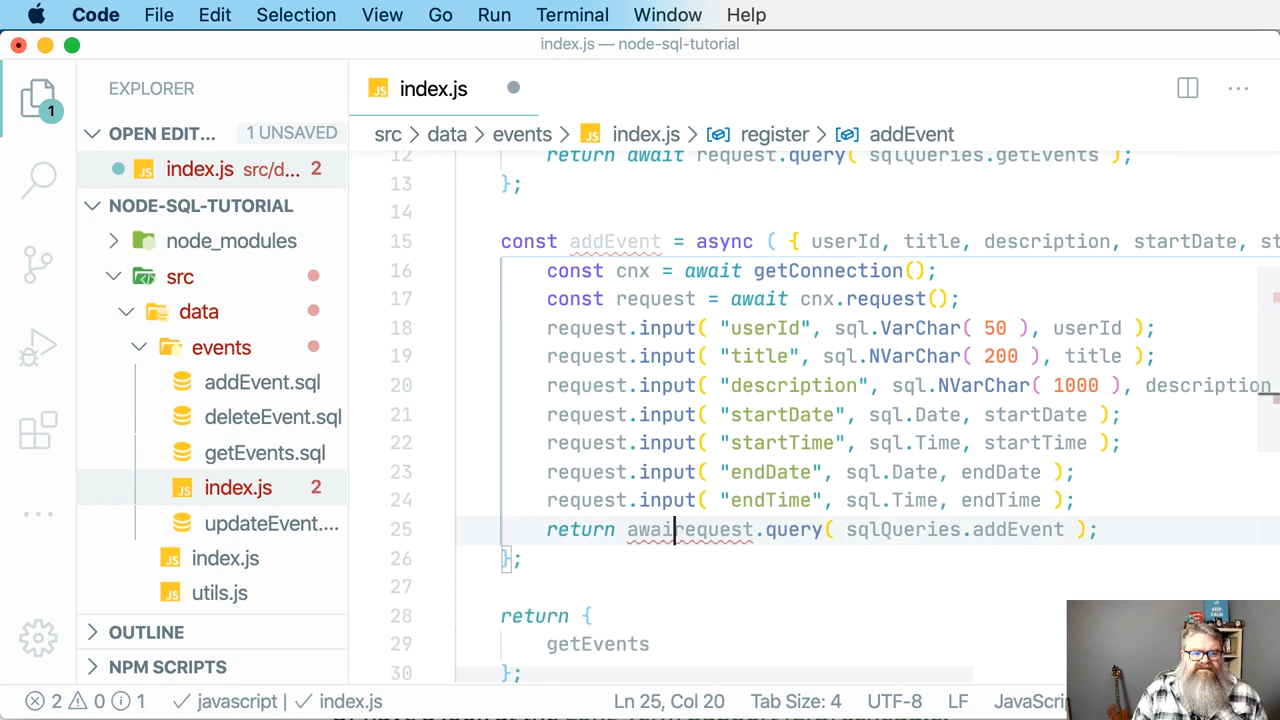 Code File Edit Selection View Go Run Terminal Window Help
index.js — node-sql-tutorial
EXPLORER
OPEN EDIT... 1 UNSAVED
index.js src/d... 2
NODE-SQL-TUTORIAL
node_modules
src
data
events
addEvent.sql
deleteEvent.sql
getEvents.sql
index.js 2
updateEvent....
index.js
utils.js
OUTLINE
NPM SCRIPTS
1
index.js
src > data > events > index.js > register > addEvent
12 return await request.query( sqlQueries.getEvents );
13 };
14
15 const addEvent = async ( { userId, title, description, startDate, st
16 const cnx = await getConnection();
17 const request = await cnx.request();
18 request.input( "userId", sql.VarChar( 50 ), userId );
19 request.input( "title", sql.NVarChar( 200 ), title );
20 request.input( "description", sql.NVarChar( 1000 ), description
21 request.input( "startDate", sql.Date, startDate );
22 request.input( "startTime", sql.Time, startTime );
23 request.input( "endDate", sql.Date, endDate );
24 request.input( "endTime", sql.Time, endTime );
25 return awairequest.query( sqlQueries.addEvent );
26 };
27
28 return {
29 getEvents
30 };
2 0 1 javascript | index.js Ln 25, Col 20 Tab Size: 4 UTF-8 LF JavaScri
KEEP CALM